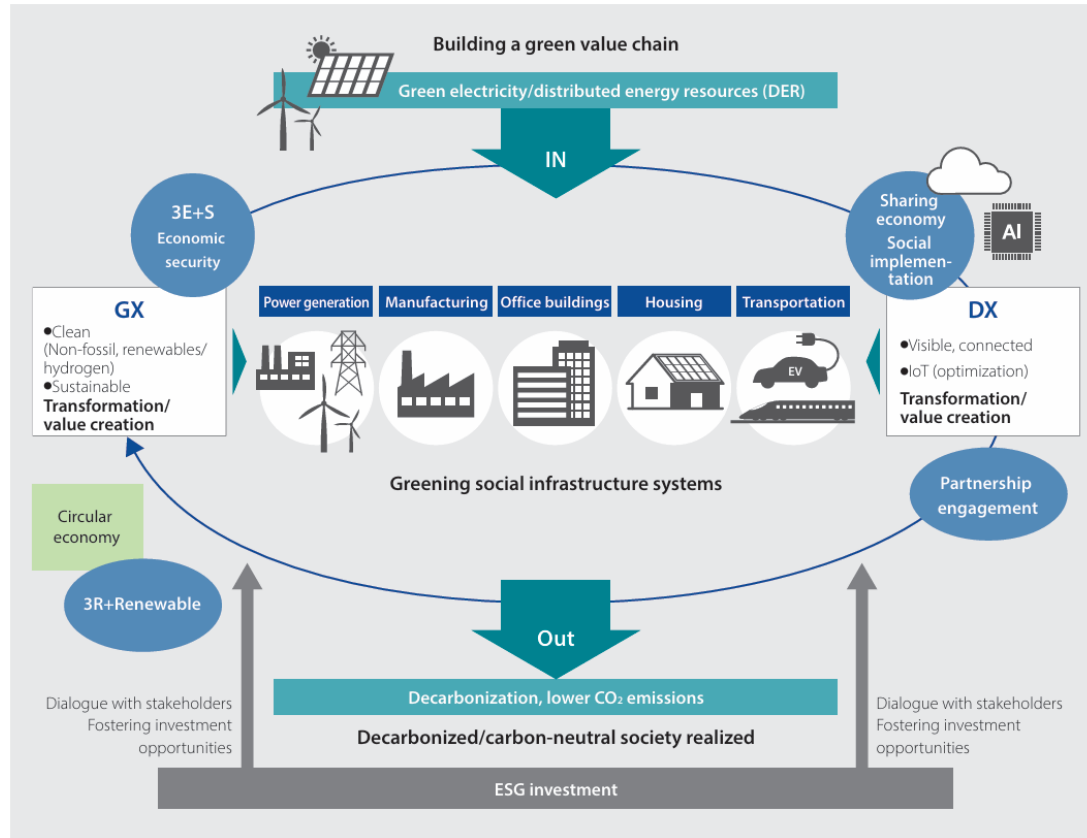 Building a green value chain
Green electricity/distributed energy resources (DER)
IN
3E+S
Economic
security
Sharing
economy
Social
implemen-
tation
AI
GX
●Clean
(Non-fossil, renewables/
hydrogen)
●Sustainable
Transformation/
value creation
Power generation
Manufacturing
Office buildings
Housing
Transportation
EV
DX
●Visible, connected
●IoT (optimization)
Transformation/
value creation
Greening social infrastructure systems
Partnership
engagement
Circular
economy
3R+Renewable
Out
Decarbonization, lower CO₂ emissions
Decarbonized/carbon-neutral society realized
Dialogue with stakeholders
Fostering investment
opportunities
Dialogue with stakeholders
Fostering investment
opportunities
ESG investment